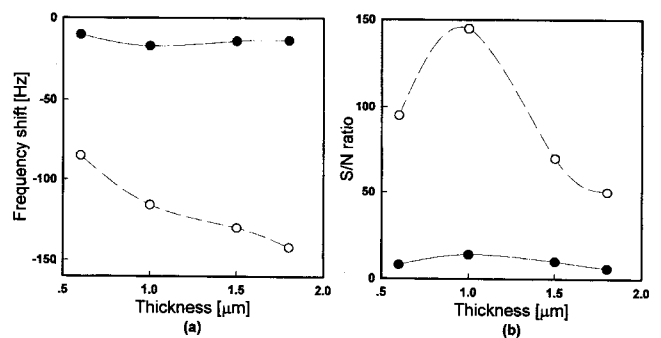 0
-50
-100
-150
Frequency shift [Hz]
.5
1.0
1.5
2.0
Thickness [μm]
(a)
150
100
50
0
S/N ratio
.5
1.0
1.5
2.0
Thickness [μm]
(b)